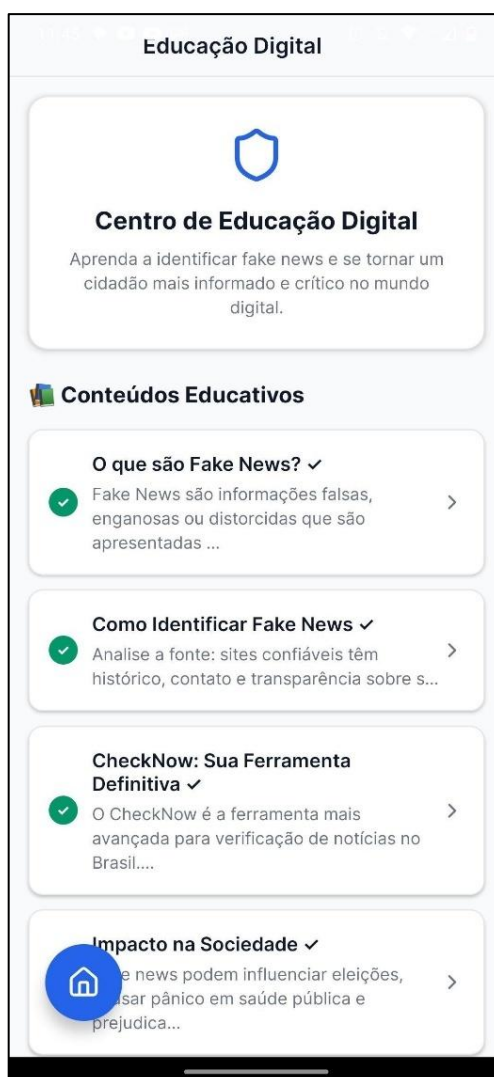 Educação Digital
Centro de Educação Digital
Aprenda a identificar fake news e se tornar um
cidadão mais informado e crítico no mundo
digital.
Conteúdos Educativos
O que são Fake News? ✓
Fake News são informações falsas,
enganosas ou distorcidas que são
apresentadas ...
Como Identificar Fake News ✓
Analise a fonte: sites confiáveis têm
histórico, contato e transparência sobre s...
CheckNow: Sua Ferramenta
Definitiva ✓
O CheckNow é a ferramenta mais
avançada para verificação de notícias no
Brasil....
Impacto na Sociedade ✓
news podem influenciar eleições,
pânico em saúde pública e
prejudica...